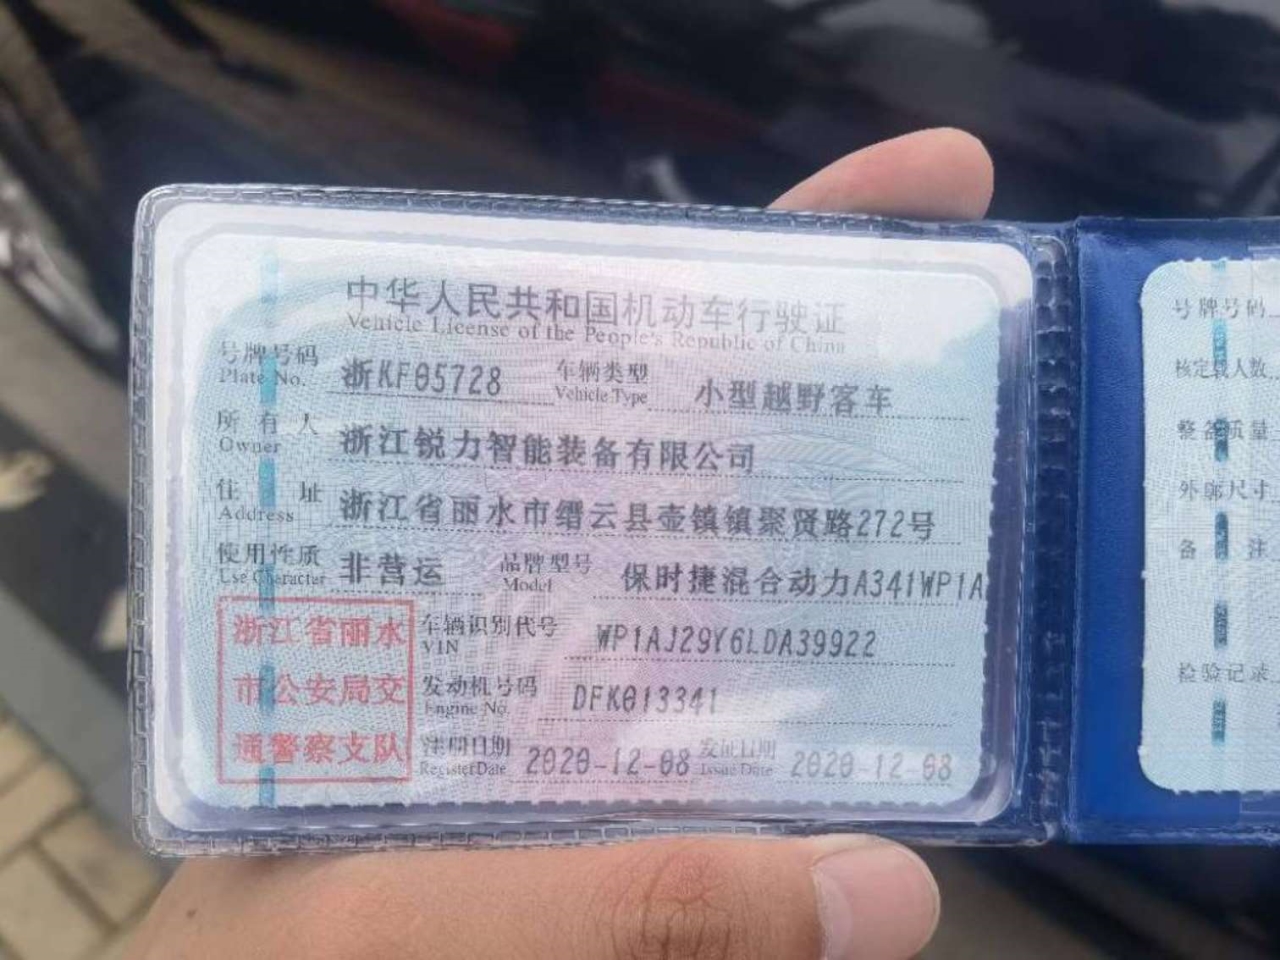 中华人民共和国机动车行驶证
Vehicle License of the People's Republic of China
号牌号码 浙KF05728 车辆类型 小型越野客车
Plate No. Vehicle Type
所有人 浙江锐力智能装备有限公司
Owner
住址 浙江省丽水市缙云县壶镇镇聚贤路272号
Address
使用性质 非营运 品牌型号 保时捷混合动力A341WP1A
Use Character Model
浙江省丽水
市公安局交
通警察支队
车辆识别代号 WP1AJ29Y6LDA39922
VIN
发动机号码 DFK013341
Engine No.
注册日期 2020-12-08 发证日期 2020-12-08
Register Date Issue Date
号牌号码
核定载人数
整备质量
外廓尺寸
备注
检验记录